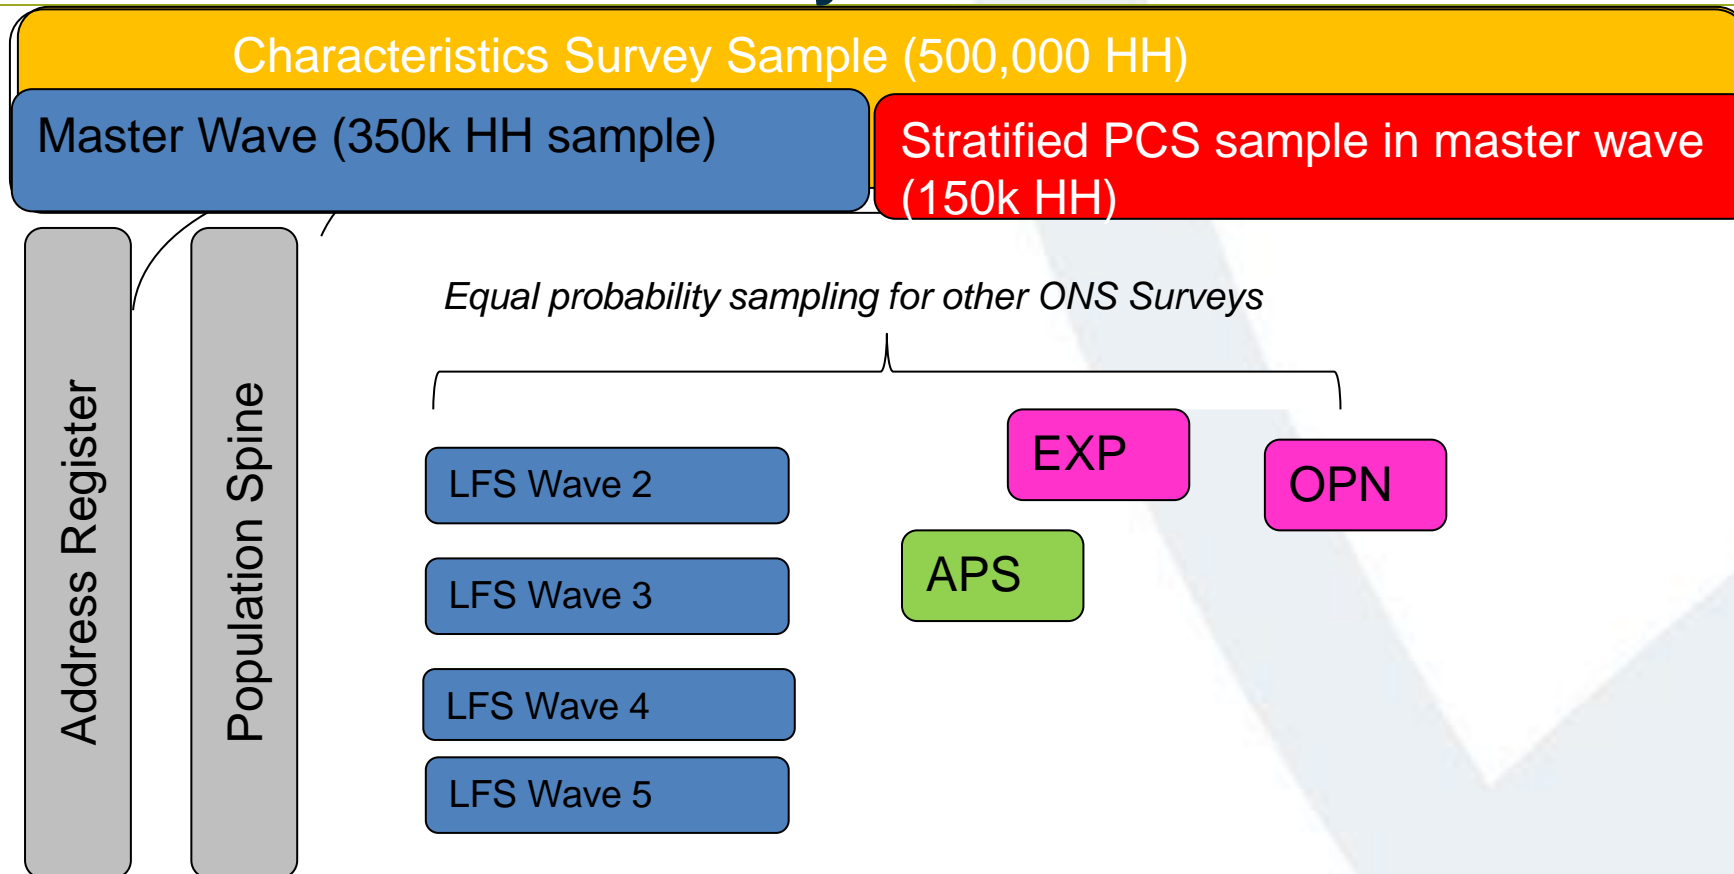 Characteristics Survey Sample (500,000 HH)
Master Wave (350k HH sample)
Stratified PCS sample in master wave
(150k HH)
Equal probability sampling for other ONS Surveys
Address Register
Population Spine
EXP
OPN
LFS Wave 2
APS
LFS Wave 3
LFS Wave 4
LFS Wave 5